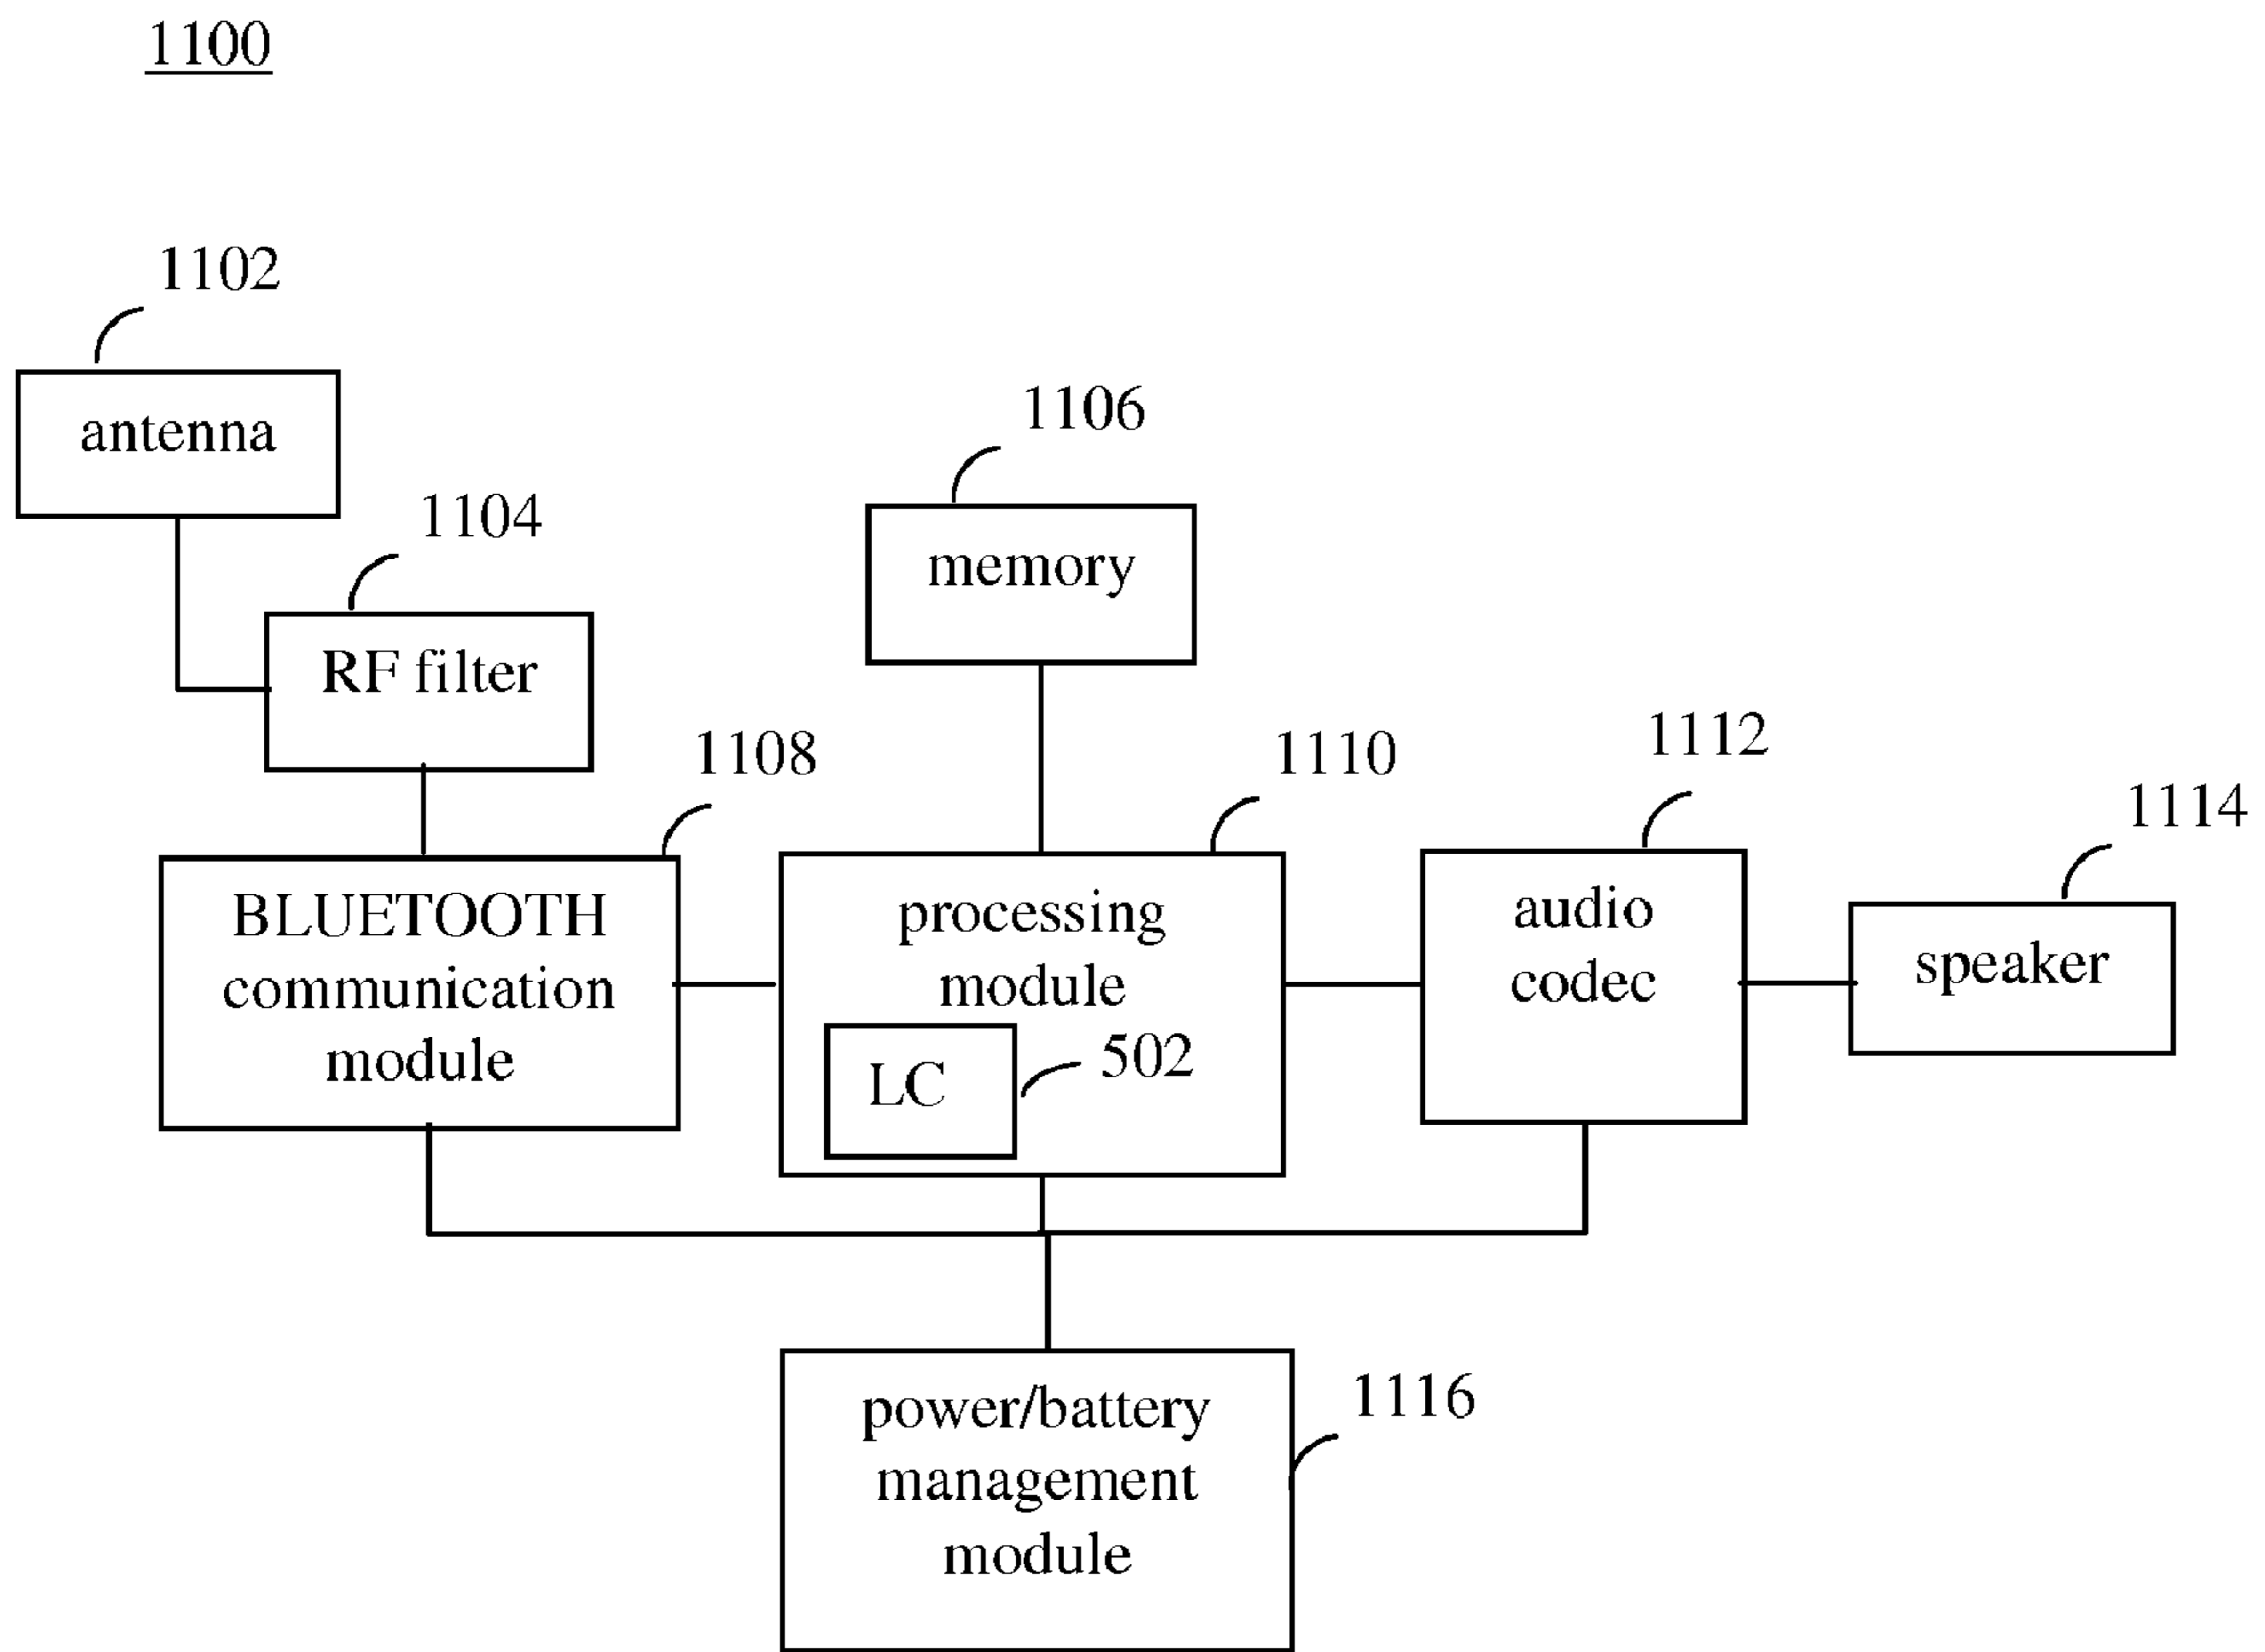 1100
1102
antenna
1104
RF filter
1106
memory
1108
BLUETOOTH
communication
module
1110
processing
module
LC
502
1112
audio
codec
1114
speaker
1116
power/battery
management
module